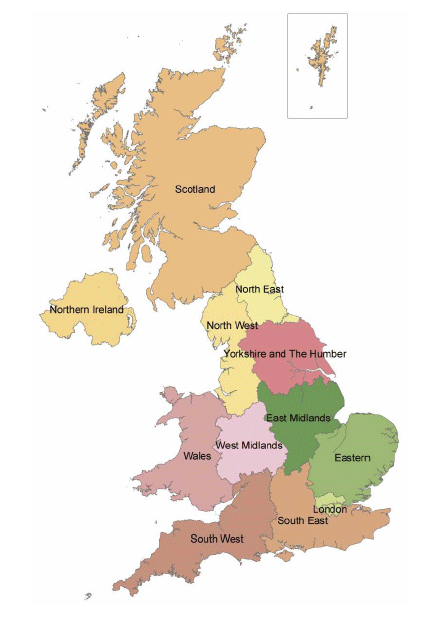 Scotland
North East
Northern Ireland
North West
Yorkshire and The Humber
East Midlands
West Midlands
Wales
Eastern
London
South East
South West